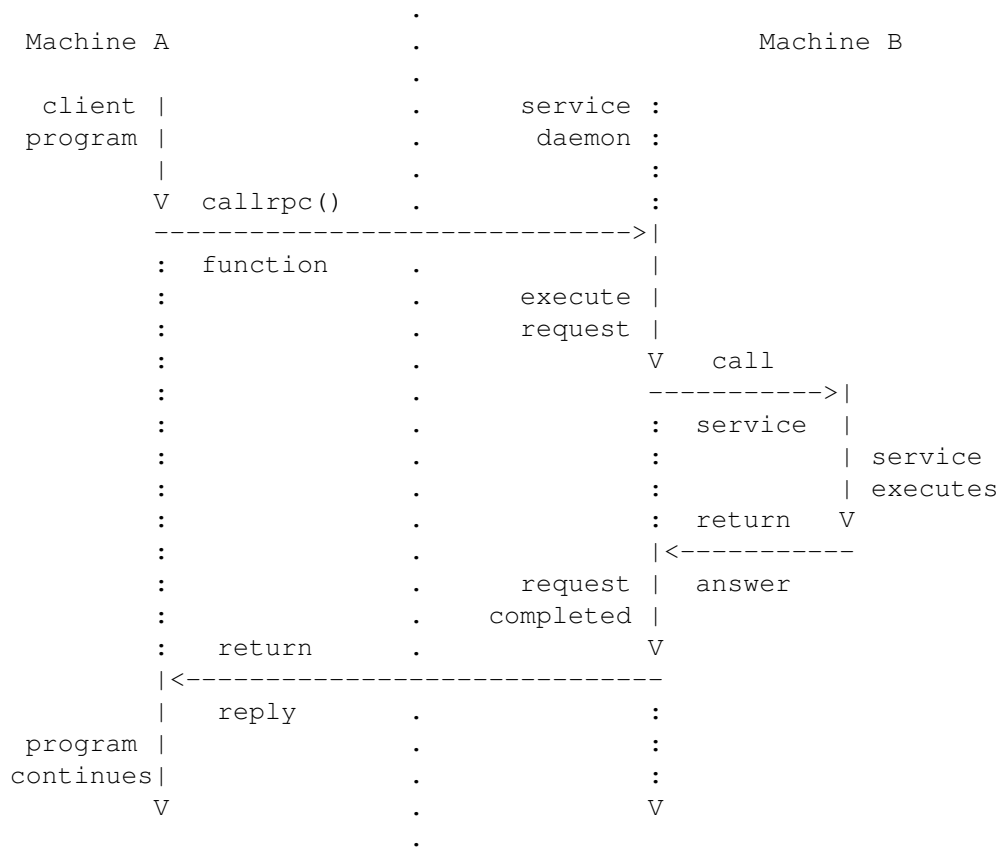 Machine A Machine B
client | service :
program | daemon :
| :
V callrpc() . :
------------------------------>|
: function . |
: . execute |
: . request |
: . V call
: . ----------->|
: . : service |
: . : | service
: . : | executes
: . : return V
: . |<-----------
: . request | answer
: . completed |
: return . V
|<------------------------------
| reply . :
program | . :
continues| . :
V . V